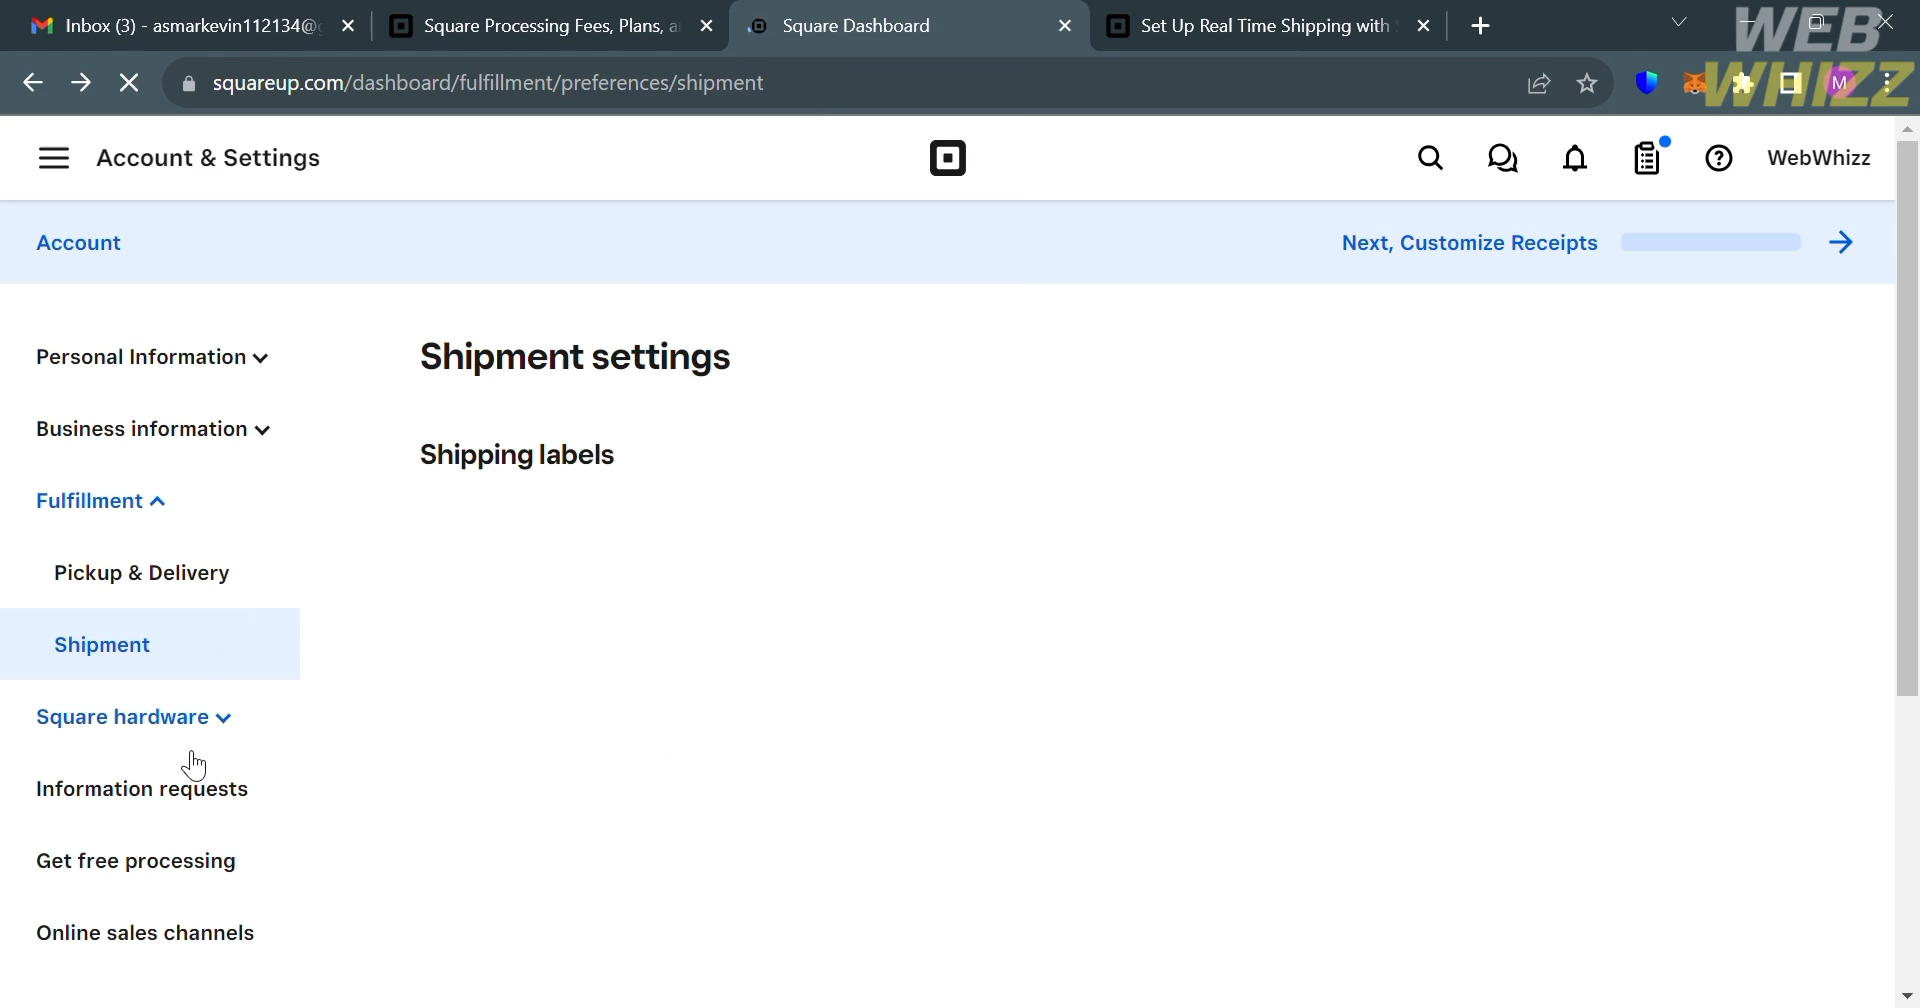 Inbox (3) - asmarkevin112134@
Square Processing Fees, Plans, a
Square Dashboard
Set Up Real Time Shipping with
WEB
WHIZZ
squareup.com/dashboard/fulfillment/preferences/shipment
M
Account & Settings
WebWhizz
Account
Next, Customize Receipts
Personal Information
Shipment settings
Business information
Shipping labels
Fulfillment
Pickup & Delivery
Shipment
Square hardware
Information requests
Get free processing
Online sales channels